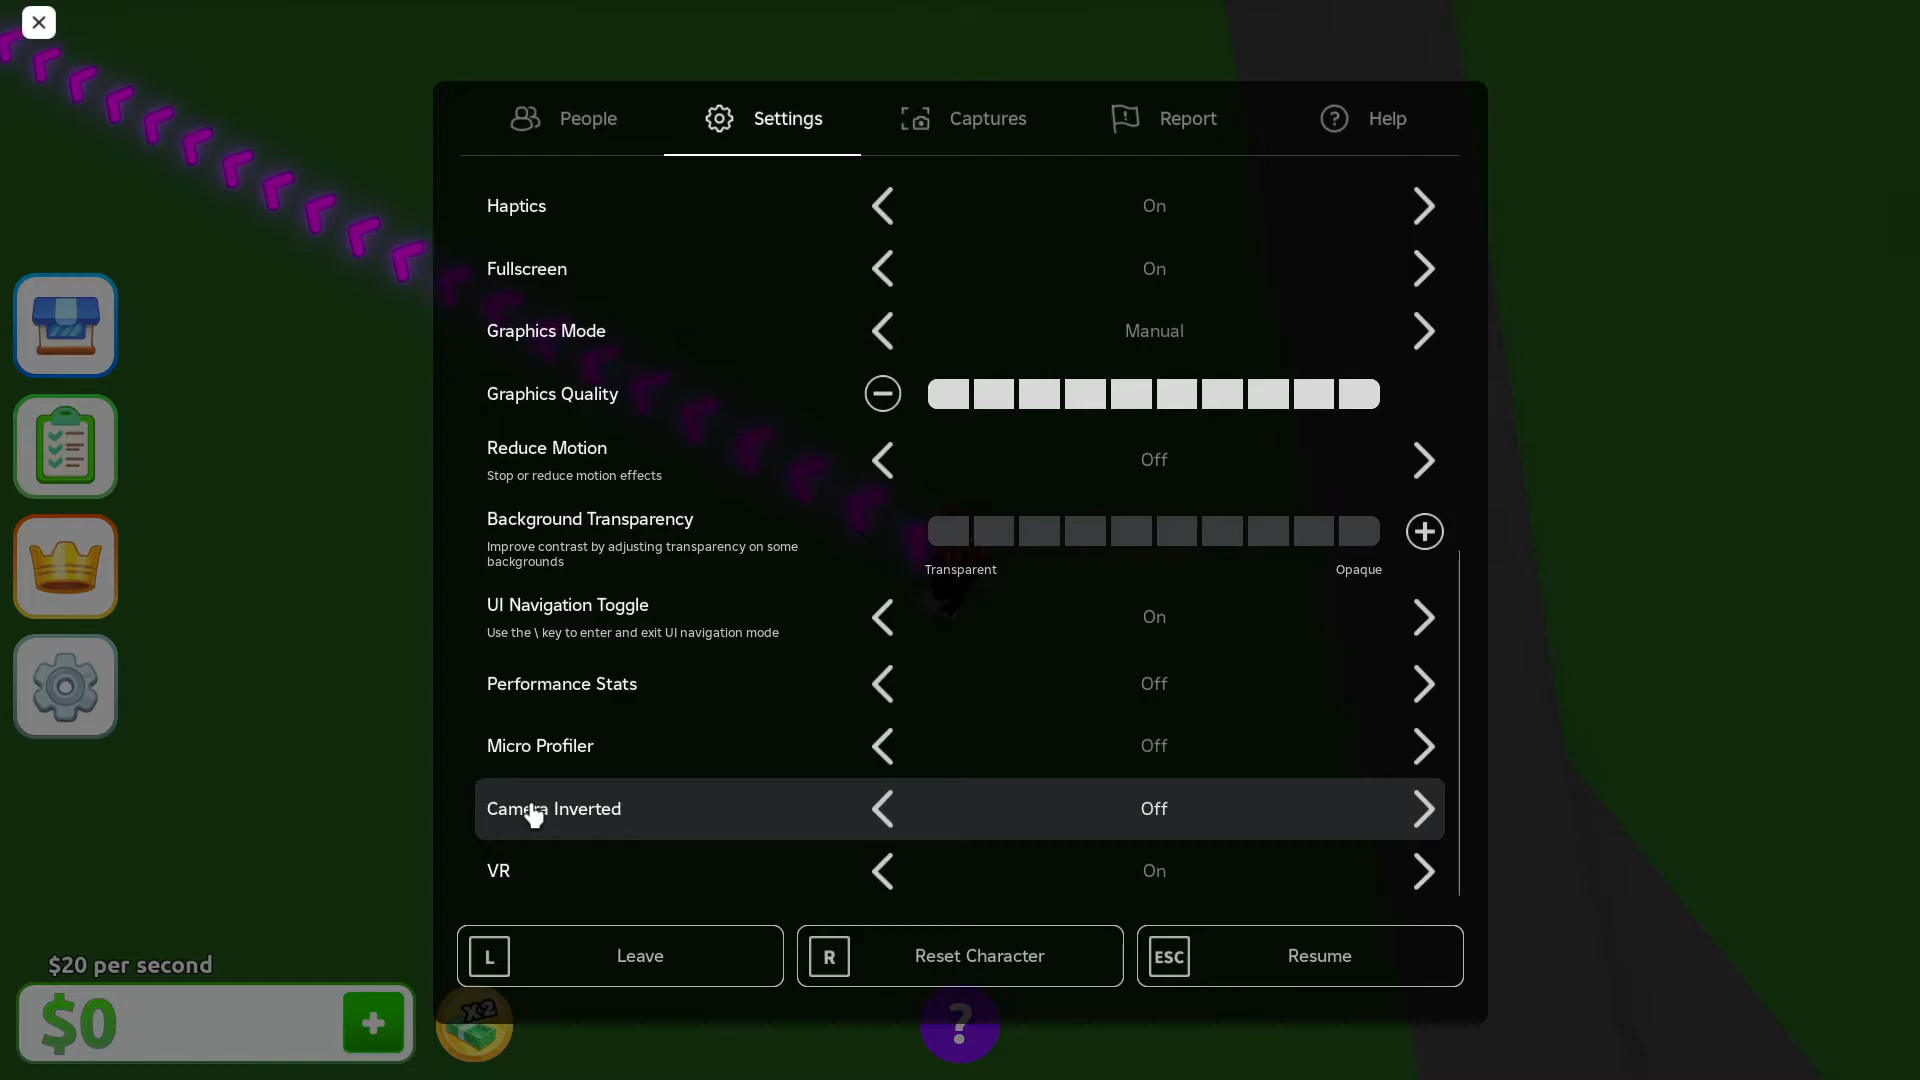 People
Settings
Captures
Report
Help
Haptics
On
Fullscreen
On
Graphics Mode
Manual
Graphics Quality
Reduce Motion
Stop or reduce motion effects
Off
Background Transparency
Improve contrast by adjusting transparency on some
backgrounds
Transparent
Opaque
UI Navigation Toggle
Use the \ key to enter and exit UI navigation mode
On
Performance Stats
Off
Micro Profiler
Off
Camera Inverted
Off
VR
On
L
Leave
R
Reset Character
ESC
Resume
$20 per second
$0
X2
?